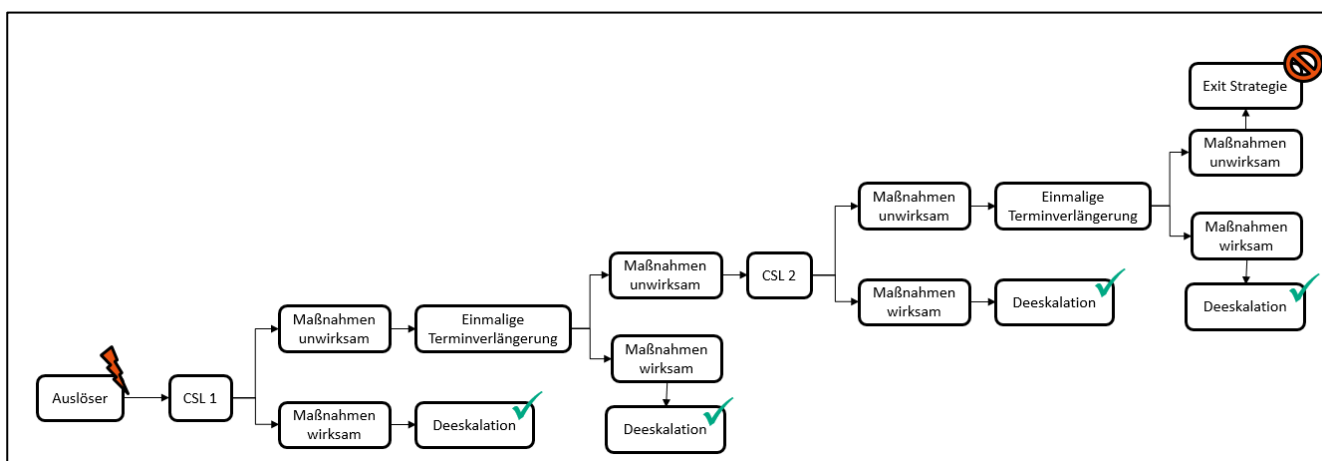 Auslöser
CSL 1
Maßnahmen
unwirksam
Einmalige
Terminverlängerung
Maßnahmen
wirksam
Deeskalation
Maßnahmen
unwirksam
Maßnahmen
wirksam
Deeskalation
CSL 2
Maßnahmen
unwirksam
Einmalige
Terminverlängerung
Maßnahmen
wirksam
Deeskalation
Maßnahmen
unwirksam
Exit Strategie
Maßnahmen
wirksam
Deeskalation